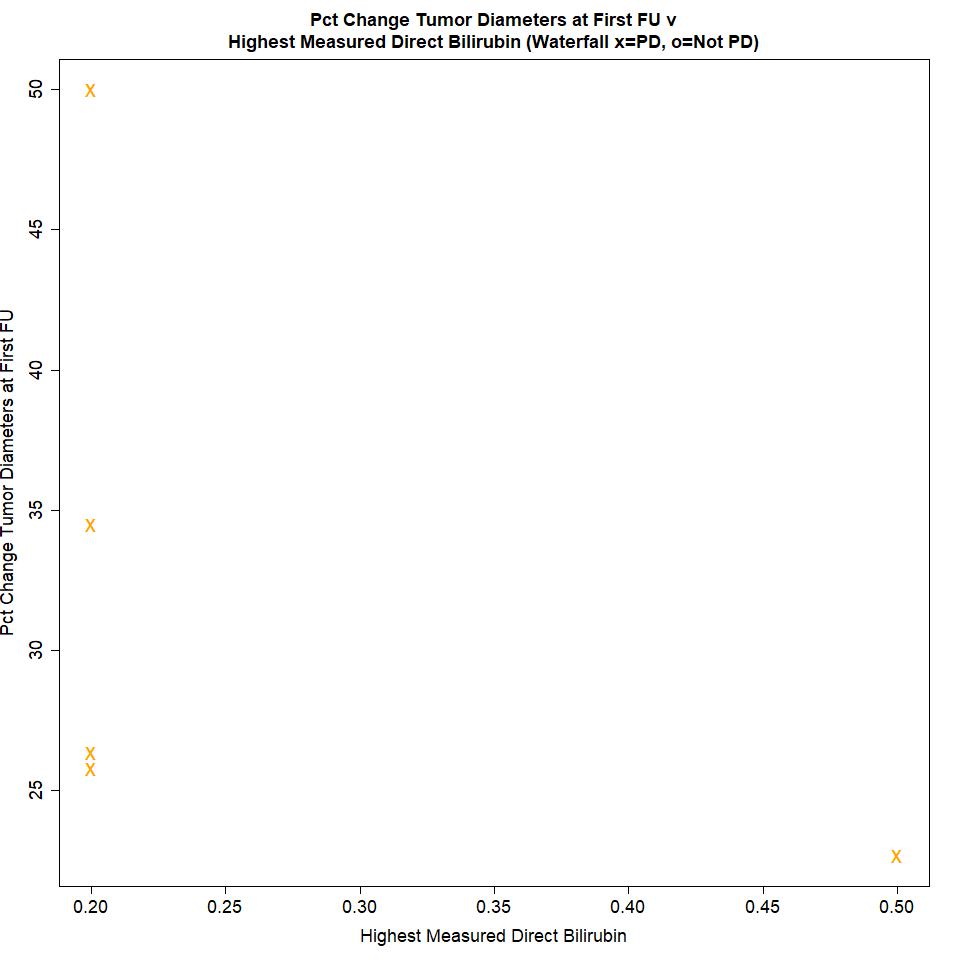 Pct Change Tumor Diameters at First FU v
Highest Measured Direct Bilirubin (Waterfall x=PD, o=Not PD)
Pct Change Tumor Diameters at First FU
50
45
40
35
30
25
X
X
X
X
X
0.20
0.25
0.30
0.35
0.40
0.45
0.50
Highest Measured Direct Bilirubin